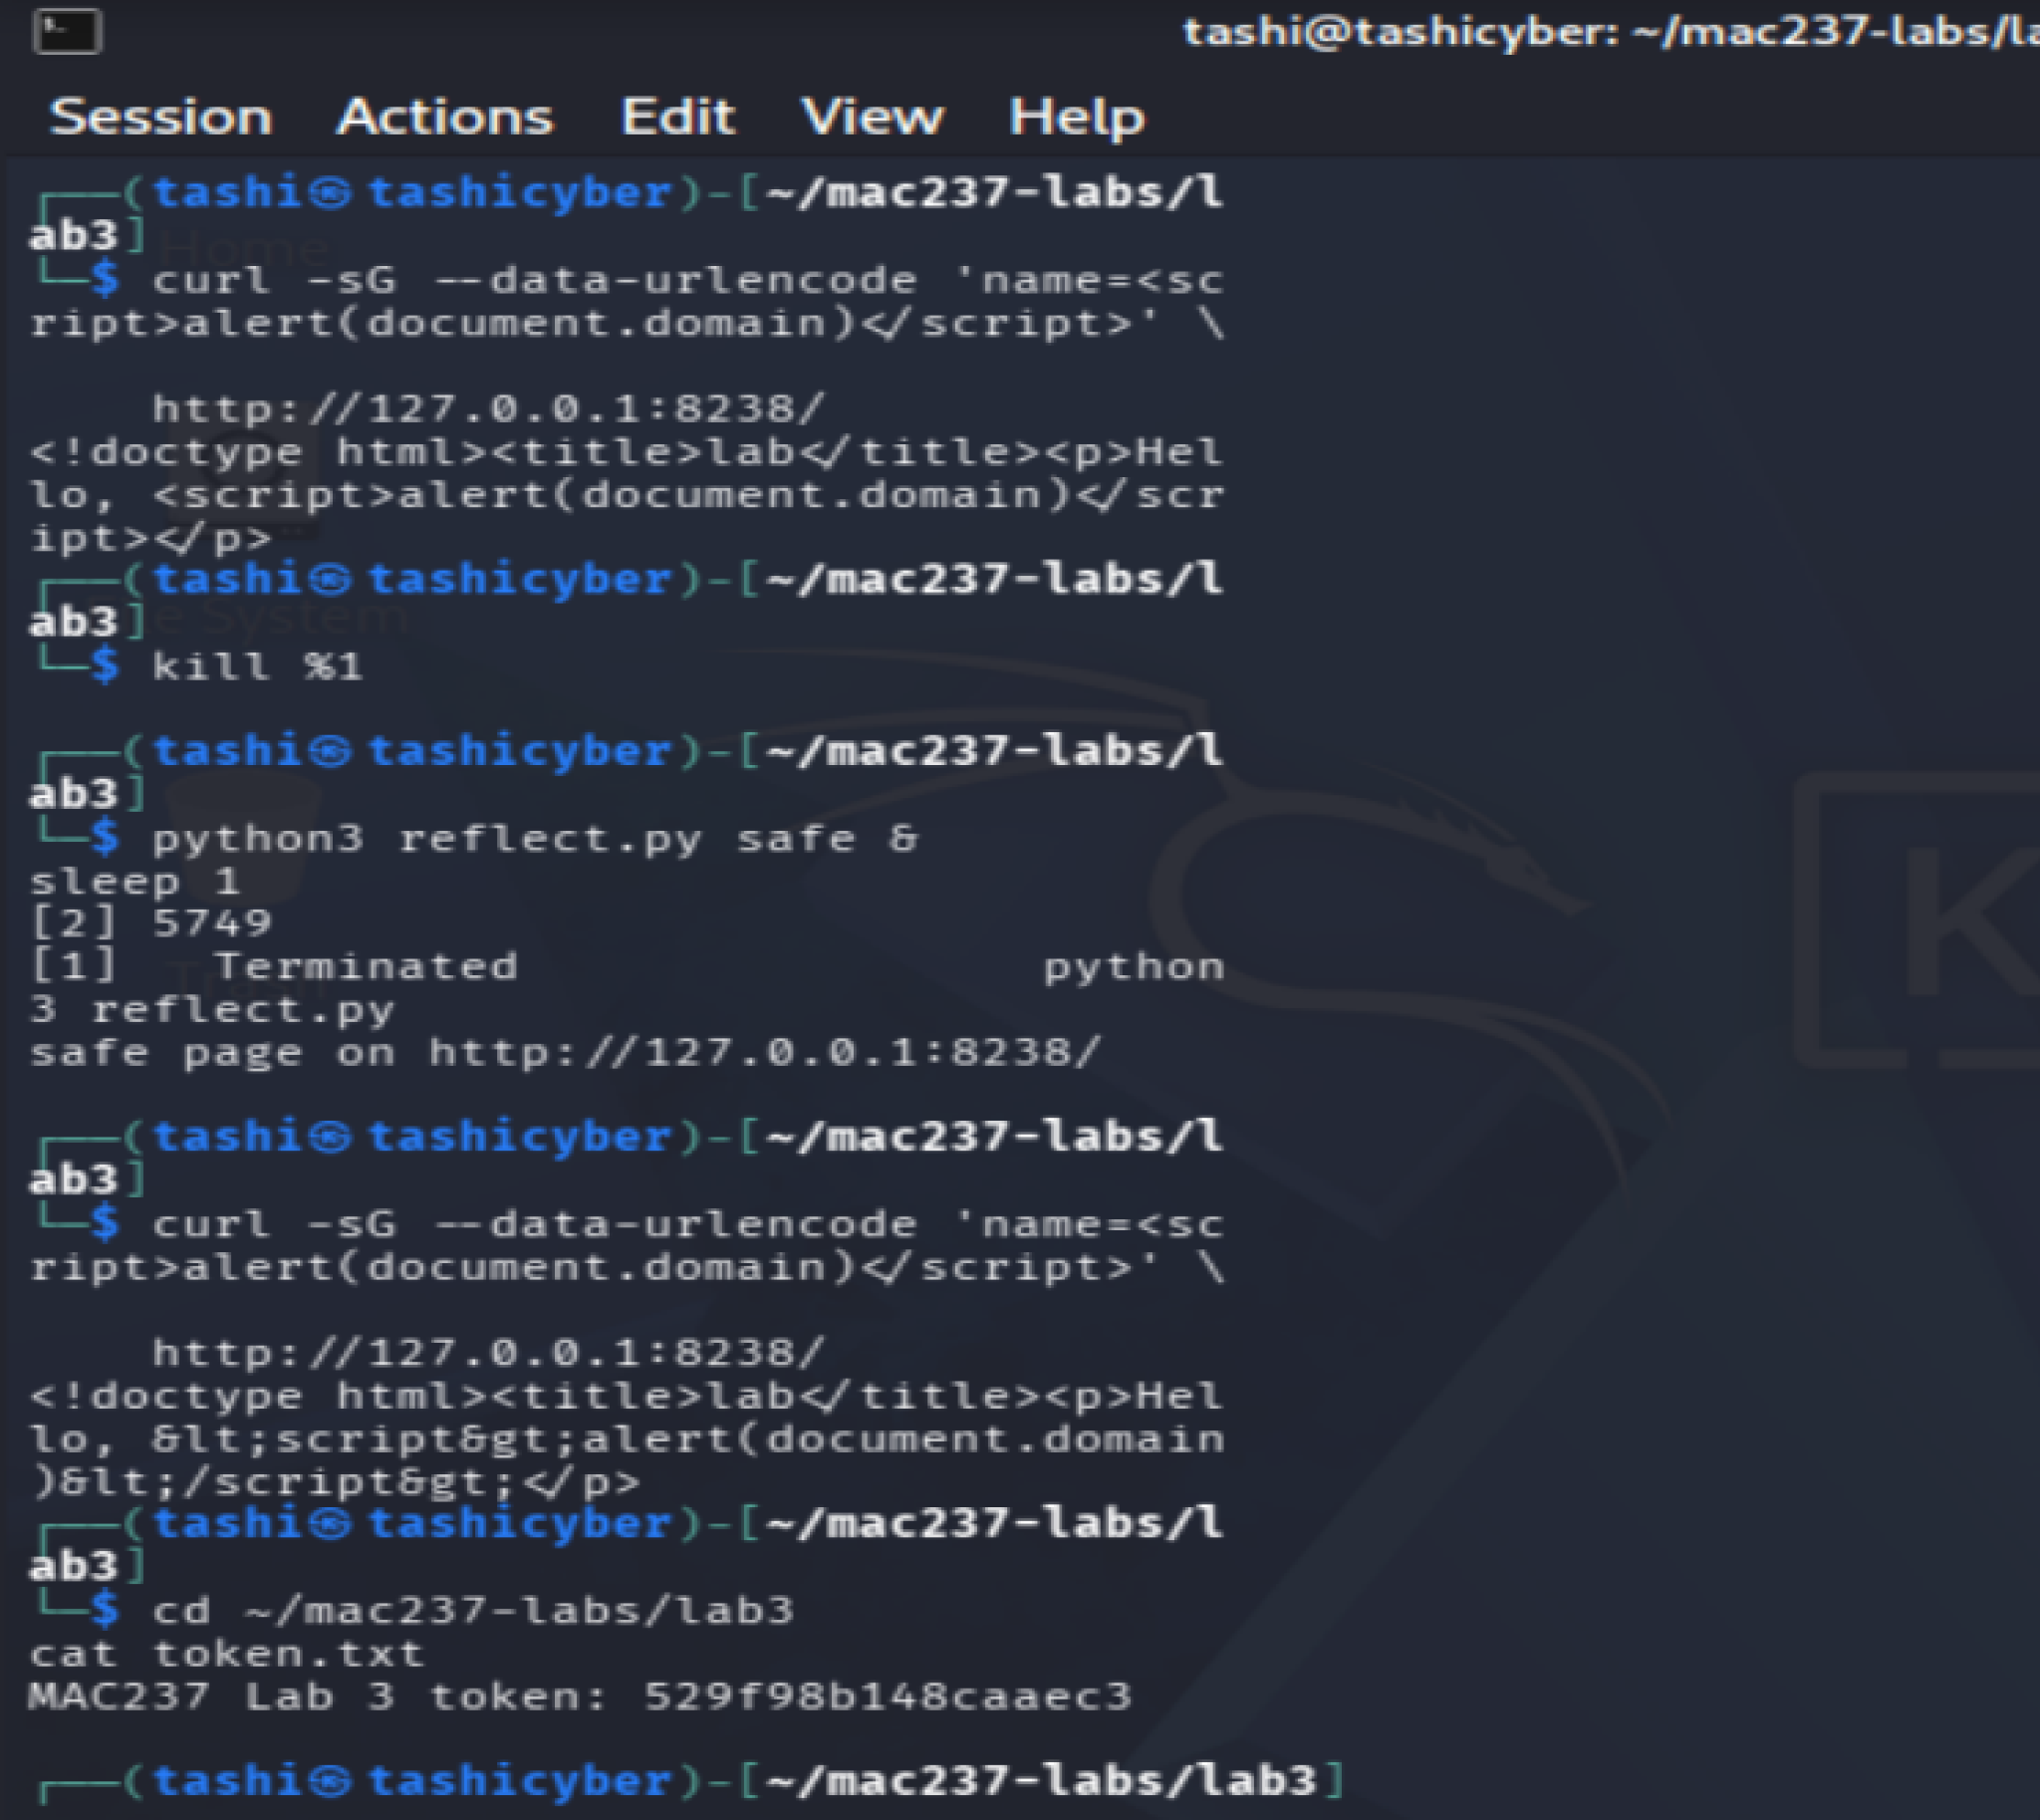 tashi@tashicyber: ~/mac237-labs/la
Session Actions Edit View Help
┌──(tashi㉿tashicyber)-[~/mac237-labs/l
ab3]
Home
└─$ curl -sG --data-urlencode 'name=<sc
ript>alert(document.domain)</script>' \
    http://127.0.0.1:8238/
<!doctype html><title>lab</title><p>Hel
lo, <script>alert(document.domain)</scr
ipt></p>
┌──(tashi㉿tashicyber)-[~/mac237-labs/l
ab3]
e System
└─$ kill %1
┌──(tashi㉿tashicyber)-[~/mac237-labs/l
ab3]
└─$ python3 reflect.py safe &
sleep 1
[2] 5749
[1]   Terminated                 python
Trash
3 reflect.py
safe page on http://127.0.0.1:8238/
K
┌──(tashi㉿tashicyber)-[~/mac237-labs/l
ab3]
└─$ curl -sG --data-urlencode 'name=<sc
ript>alert(document.domain)</script>' \
    http://127.0.0.1:8238/
<!doctype html><title>lab</title><p>Hel
lo, &lt;script&gt;alert(document.domain
)&lt;/script&gt;</p>
┌──(tashi㉿tashicyber)-[~/mac237-labs/l
ab3]
└─$ cd ~/mac237-labs/lab3
cat token.txt
MAC237 Lab 3 token: 529f98b148caaec3
┌──(tashi㉿tashicyber)-[~/mac237-labs/lab3]